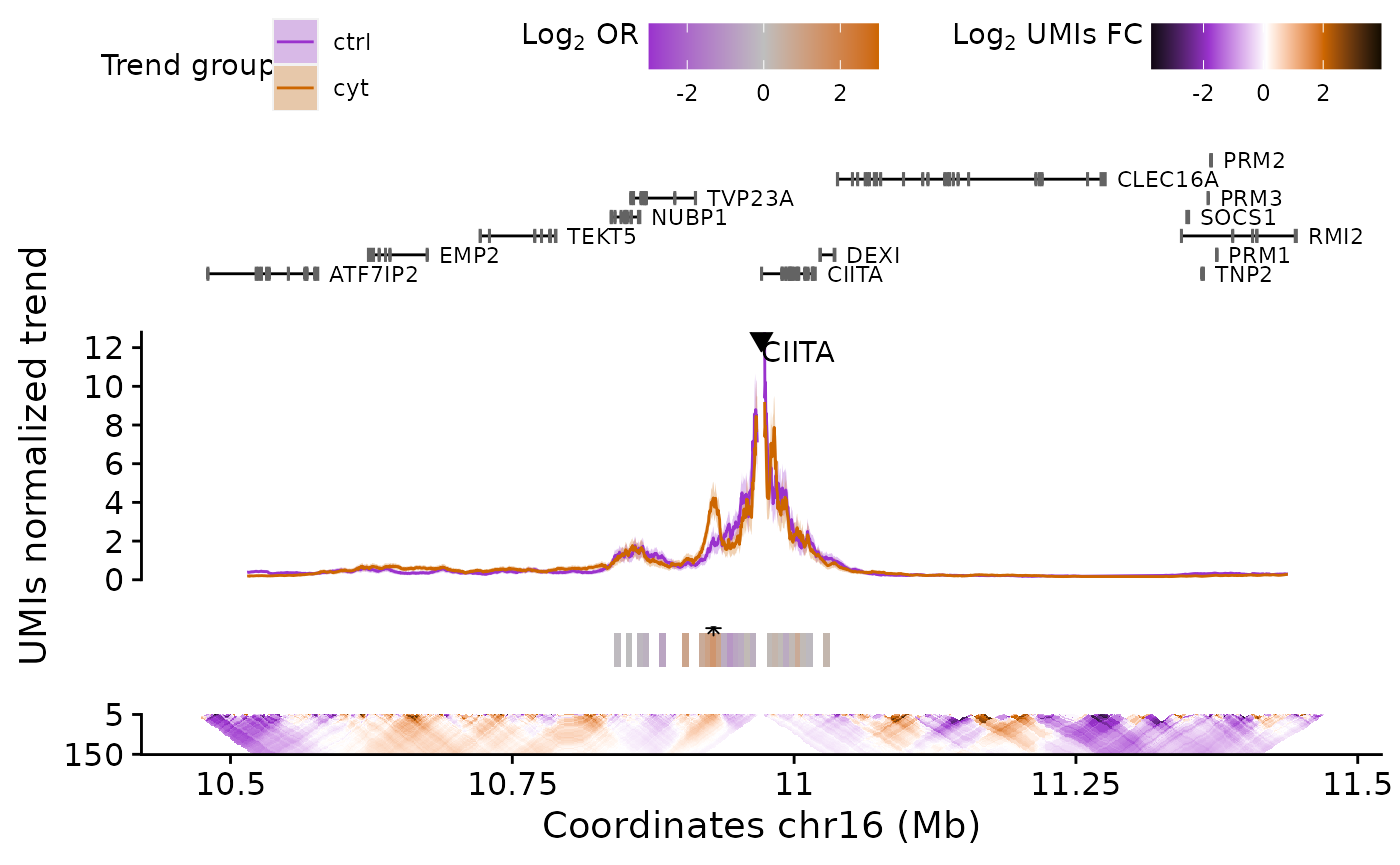 Trend group
ctrl
cyt
Log2 OR
-2 0 2
Log2 UMIs FC
-2 0 2
PRM2
CLEC16A
TVP23A
PRM3
NUBP1
SOCS1
TEKT5
RMI2
EMP2
DEXI
PRM1
ATF7IP2
CIITA
TNP2
UMIs normalized trend
12
10
8
6
4
2
0
CIITA
*
5
150
10.5 10.75 11 11.25 11.5
Coordinates chr16 (Mb)